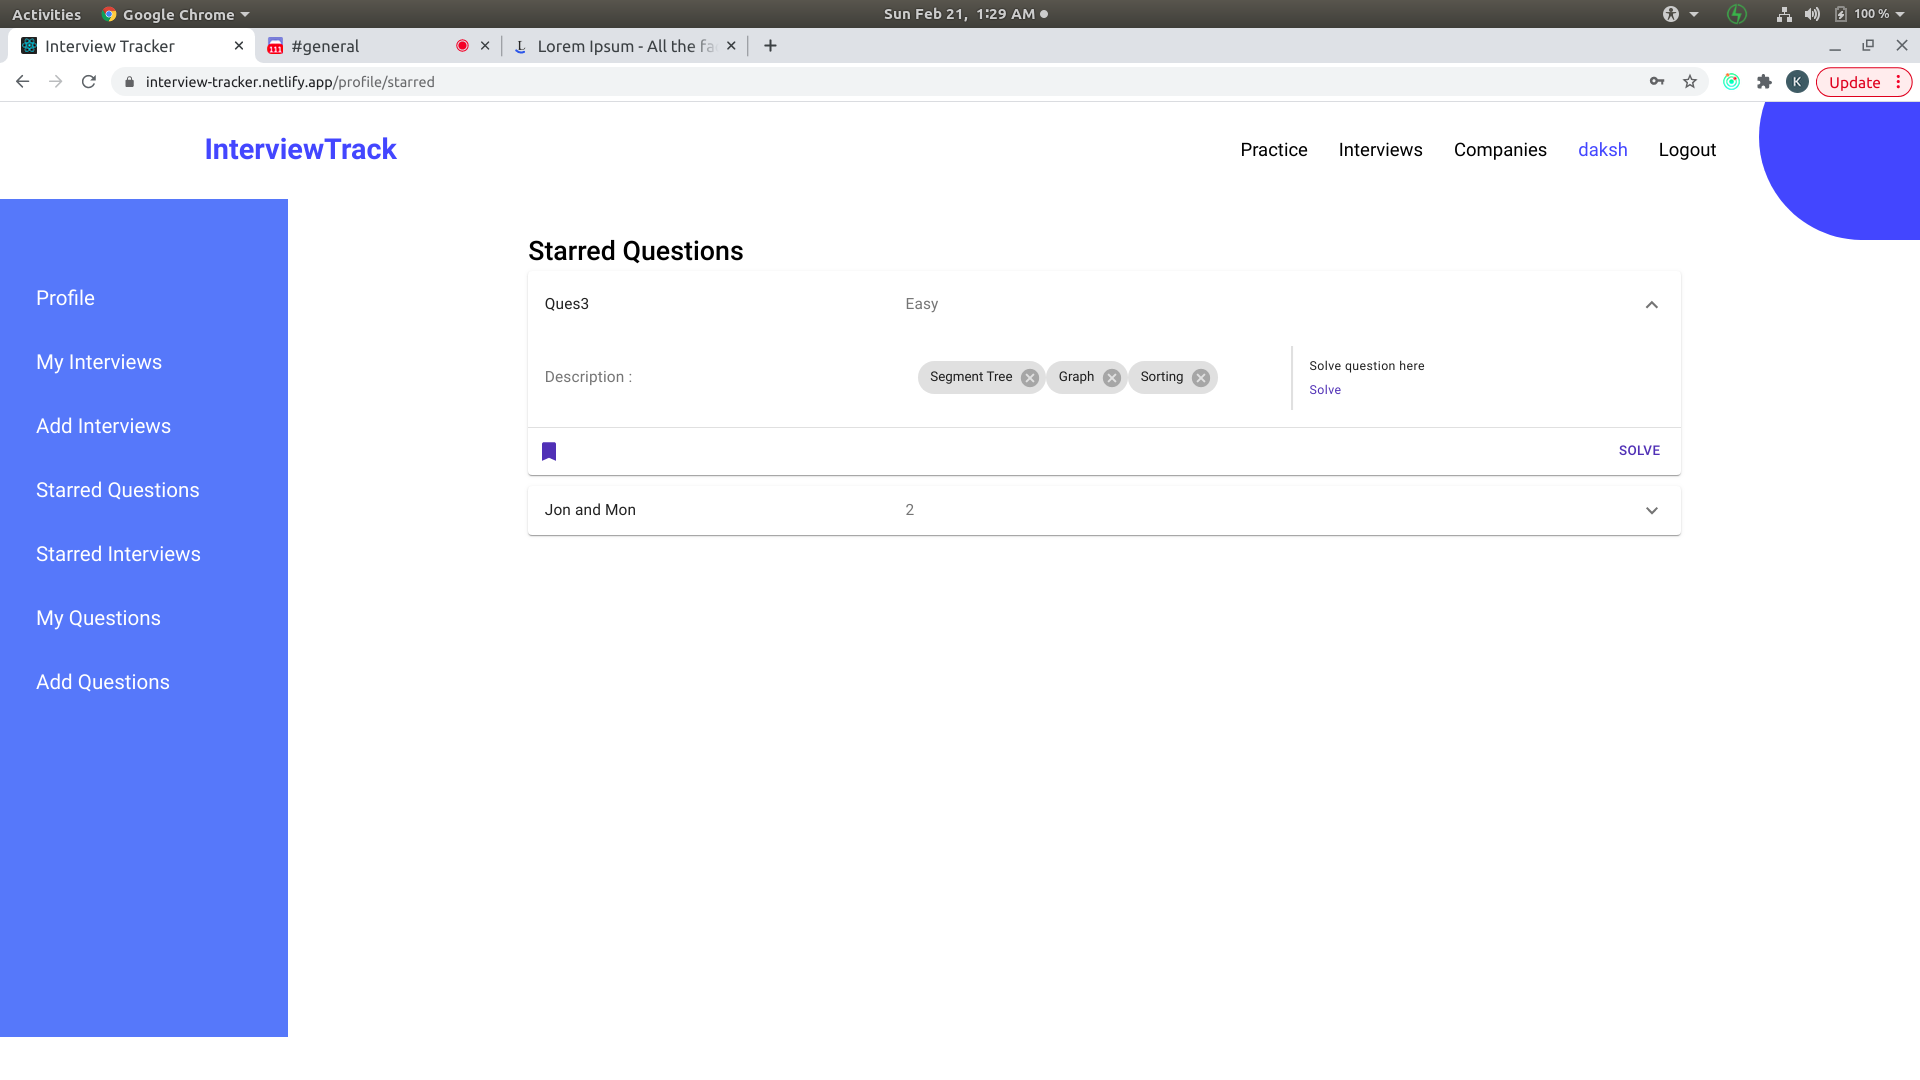 Activities Google Chrome Sun Feb 21, 1:29 AM 100 %
Interview Tracker 111 #general Lorem Ipsum - All the fa
interview-tracker.netlify.app/profile/starred K Update
InterviewTrack Practice Interviews Companies daksh Logout
Profile
My Interviews
Add Interviews
Starred Questions
Starred Interviews
My Questions
Add Questions
Starred Questions
Ques3 Easy
Description : Segment Tree Graph Sorting
Solve question here
Solve
SOLVE
Jon and Mon 2